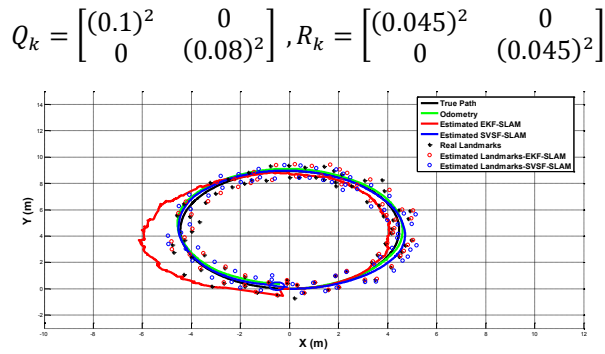 Q_k = [(0.1)² 0 0 (0.08)²] , R_k = [(0.045)² 0 0 (0.045)²]
True Path
Odometry
Estimated EKF-SLAM
Estimated SVSF-SLAM
Real Landmarks
Estimated Landmarks-EKF-SLAM
Estimated Landmarks-SVSF-SLAM
14
12
10
8
6
4
2
0
-2
Y (m)
-10 -8 -6 -4 -2 0 2 4 6 8 10 12
X (m)